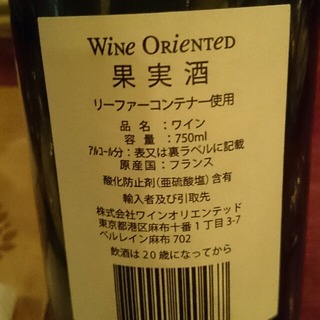 WINE ORIENTED
果実酒
リーファーコンテナー使用
品名：ワイン
容量：750ml
ｱﾙｺｰﾙ分：表又は裏ラベルに記載
原産国：フランス
酸化防止剤(亜硫酸塩)含有
輸入者及び引取先
株式会社ワインオリエンテッド
東京都港区麻布十番１丁目3-7
ベルレイン麻布 702
飲酒は20歳になってから